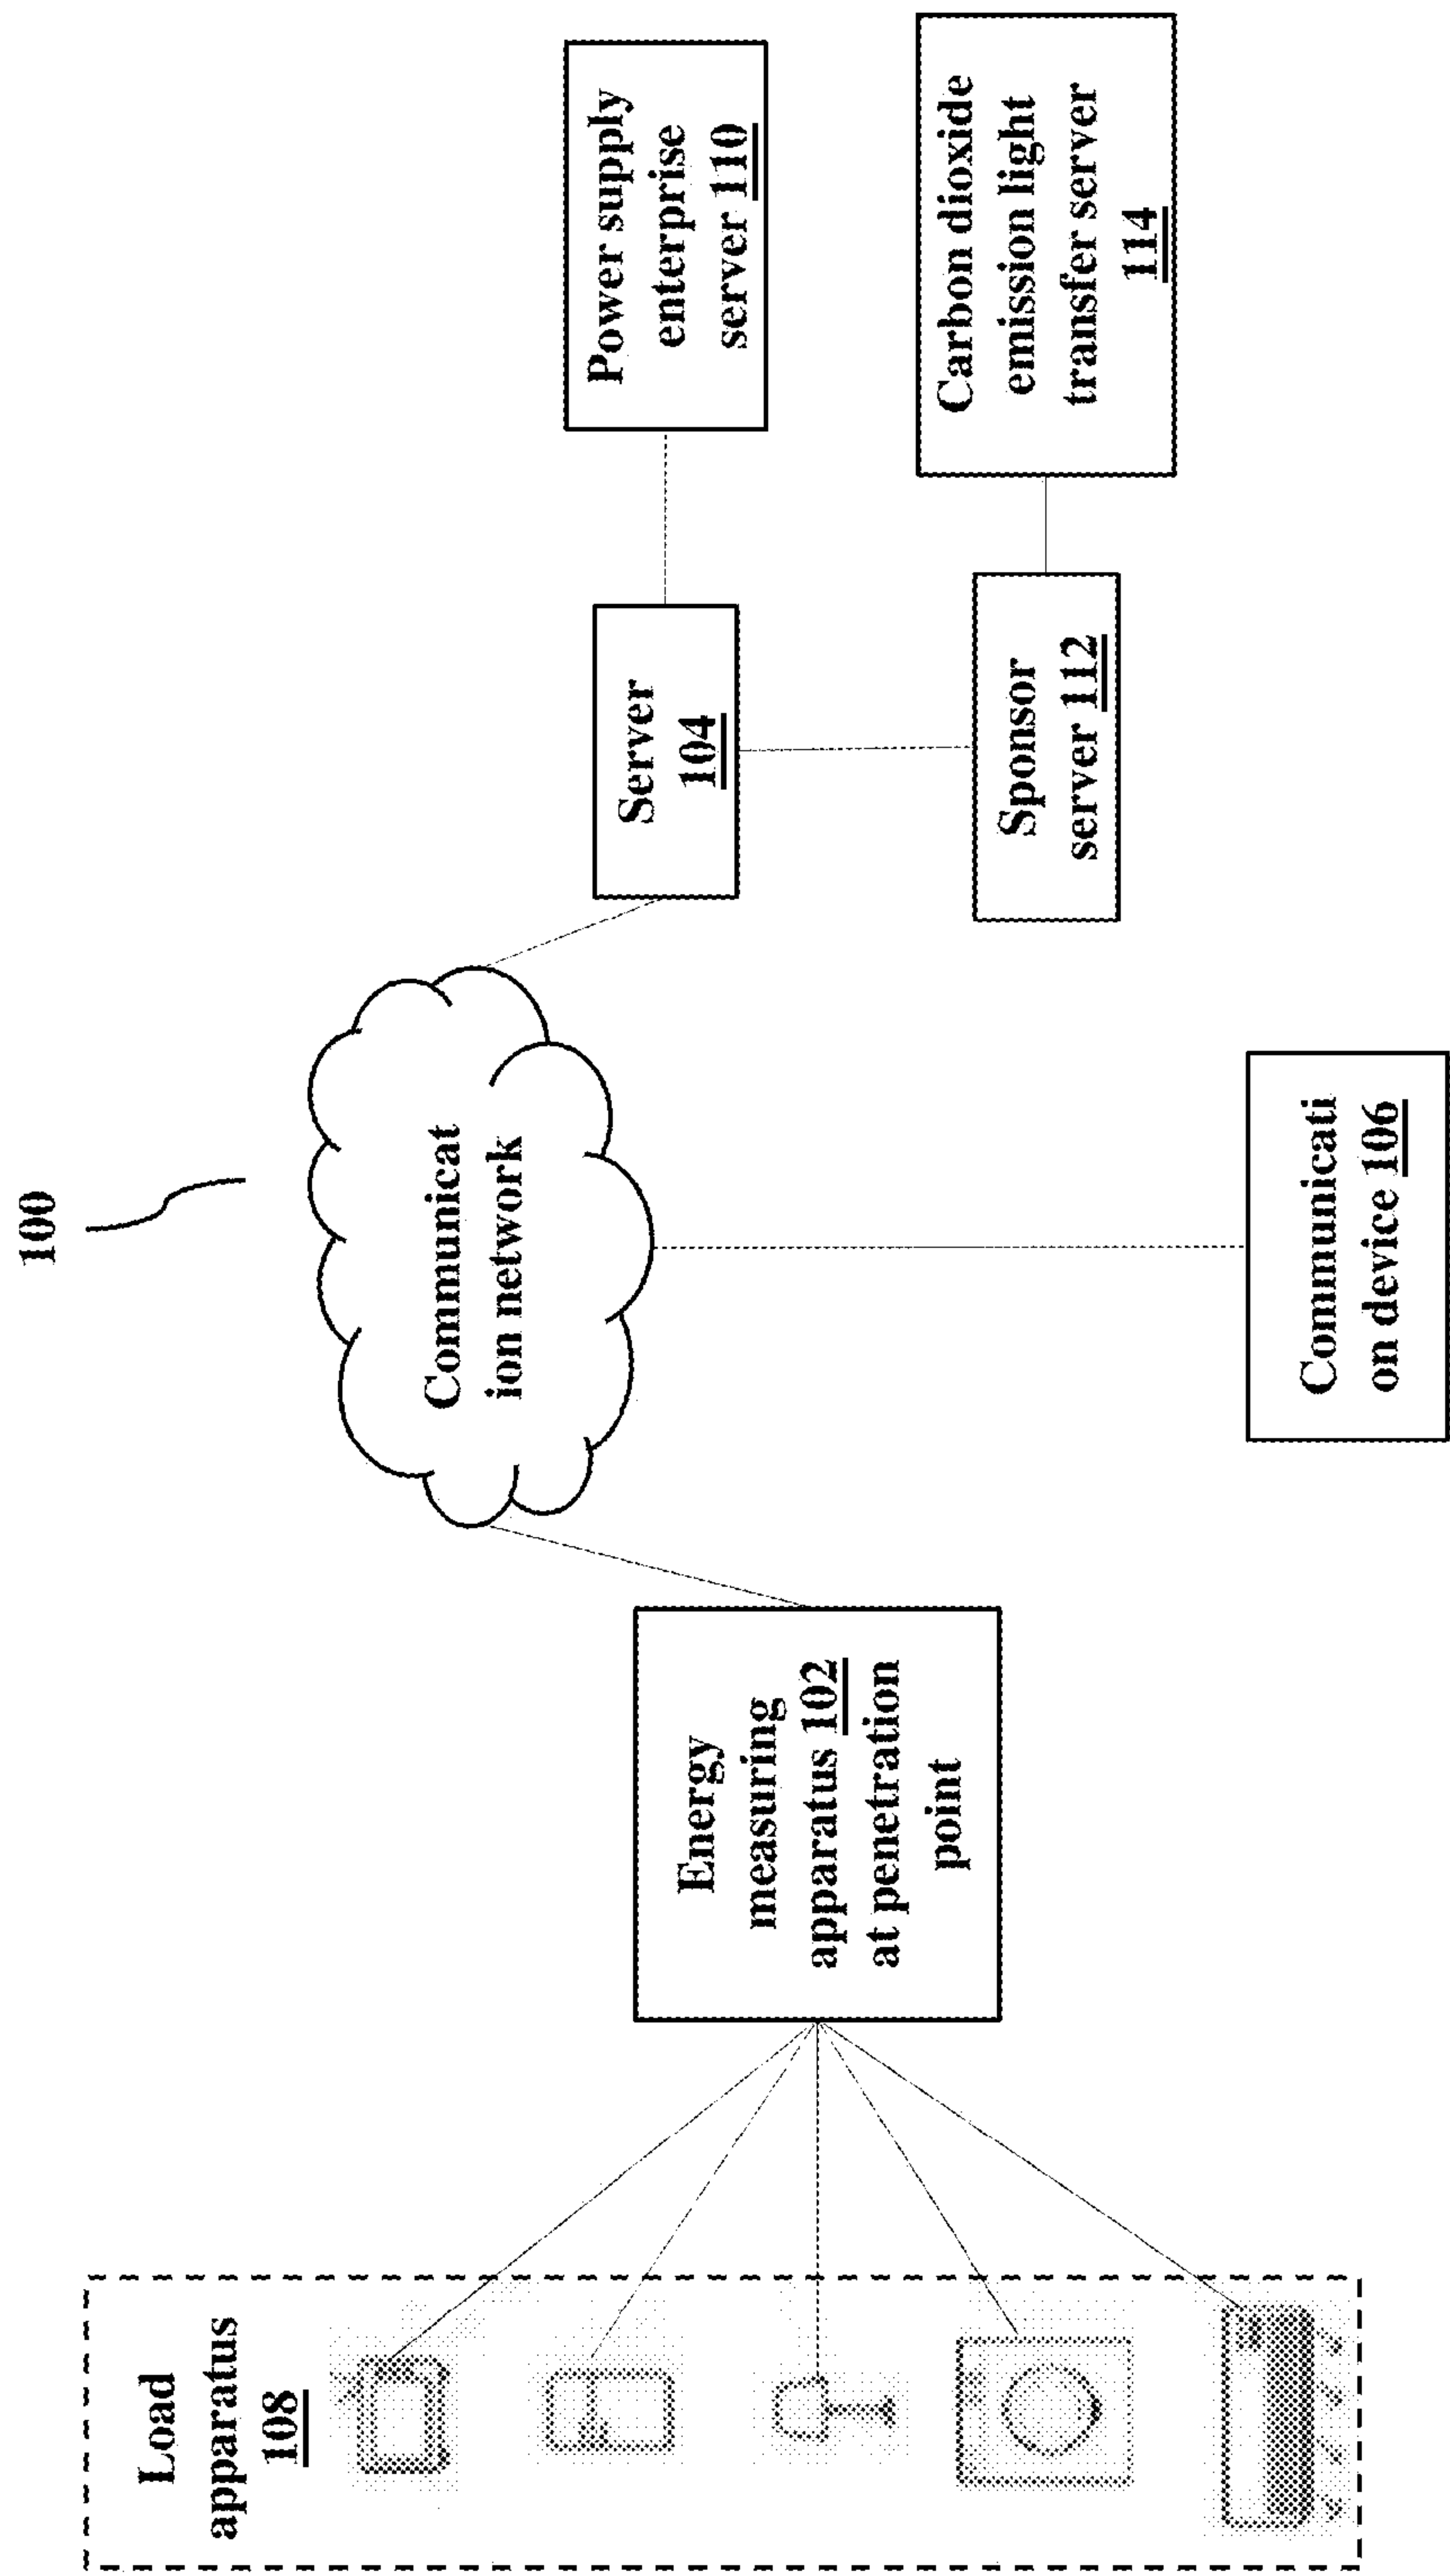 100
Load
apparatus
108
Energy
measuring
apparatus 102
at penetration
point
Communicat
ion network
Communicati
on device 106
Server
104
Power supply
enterprise
server 110
Sponsor
server 112
Carbon dioxide
emission light
transfer server
114